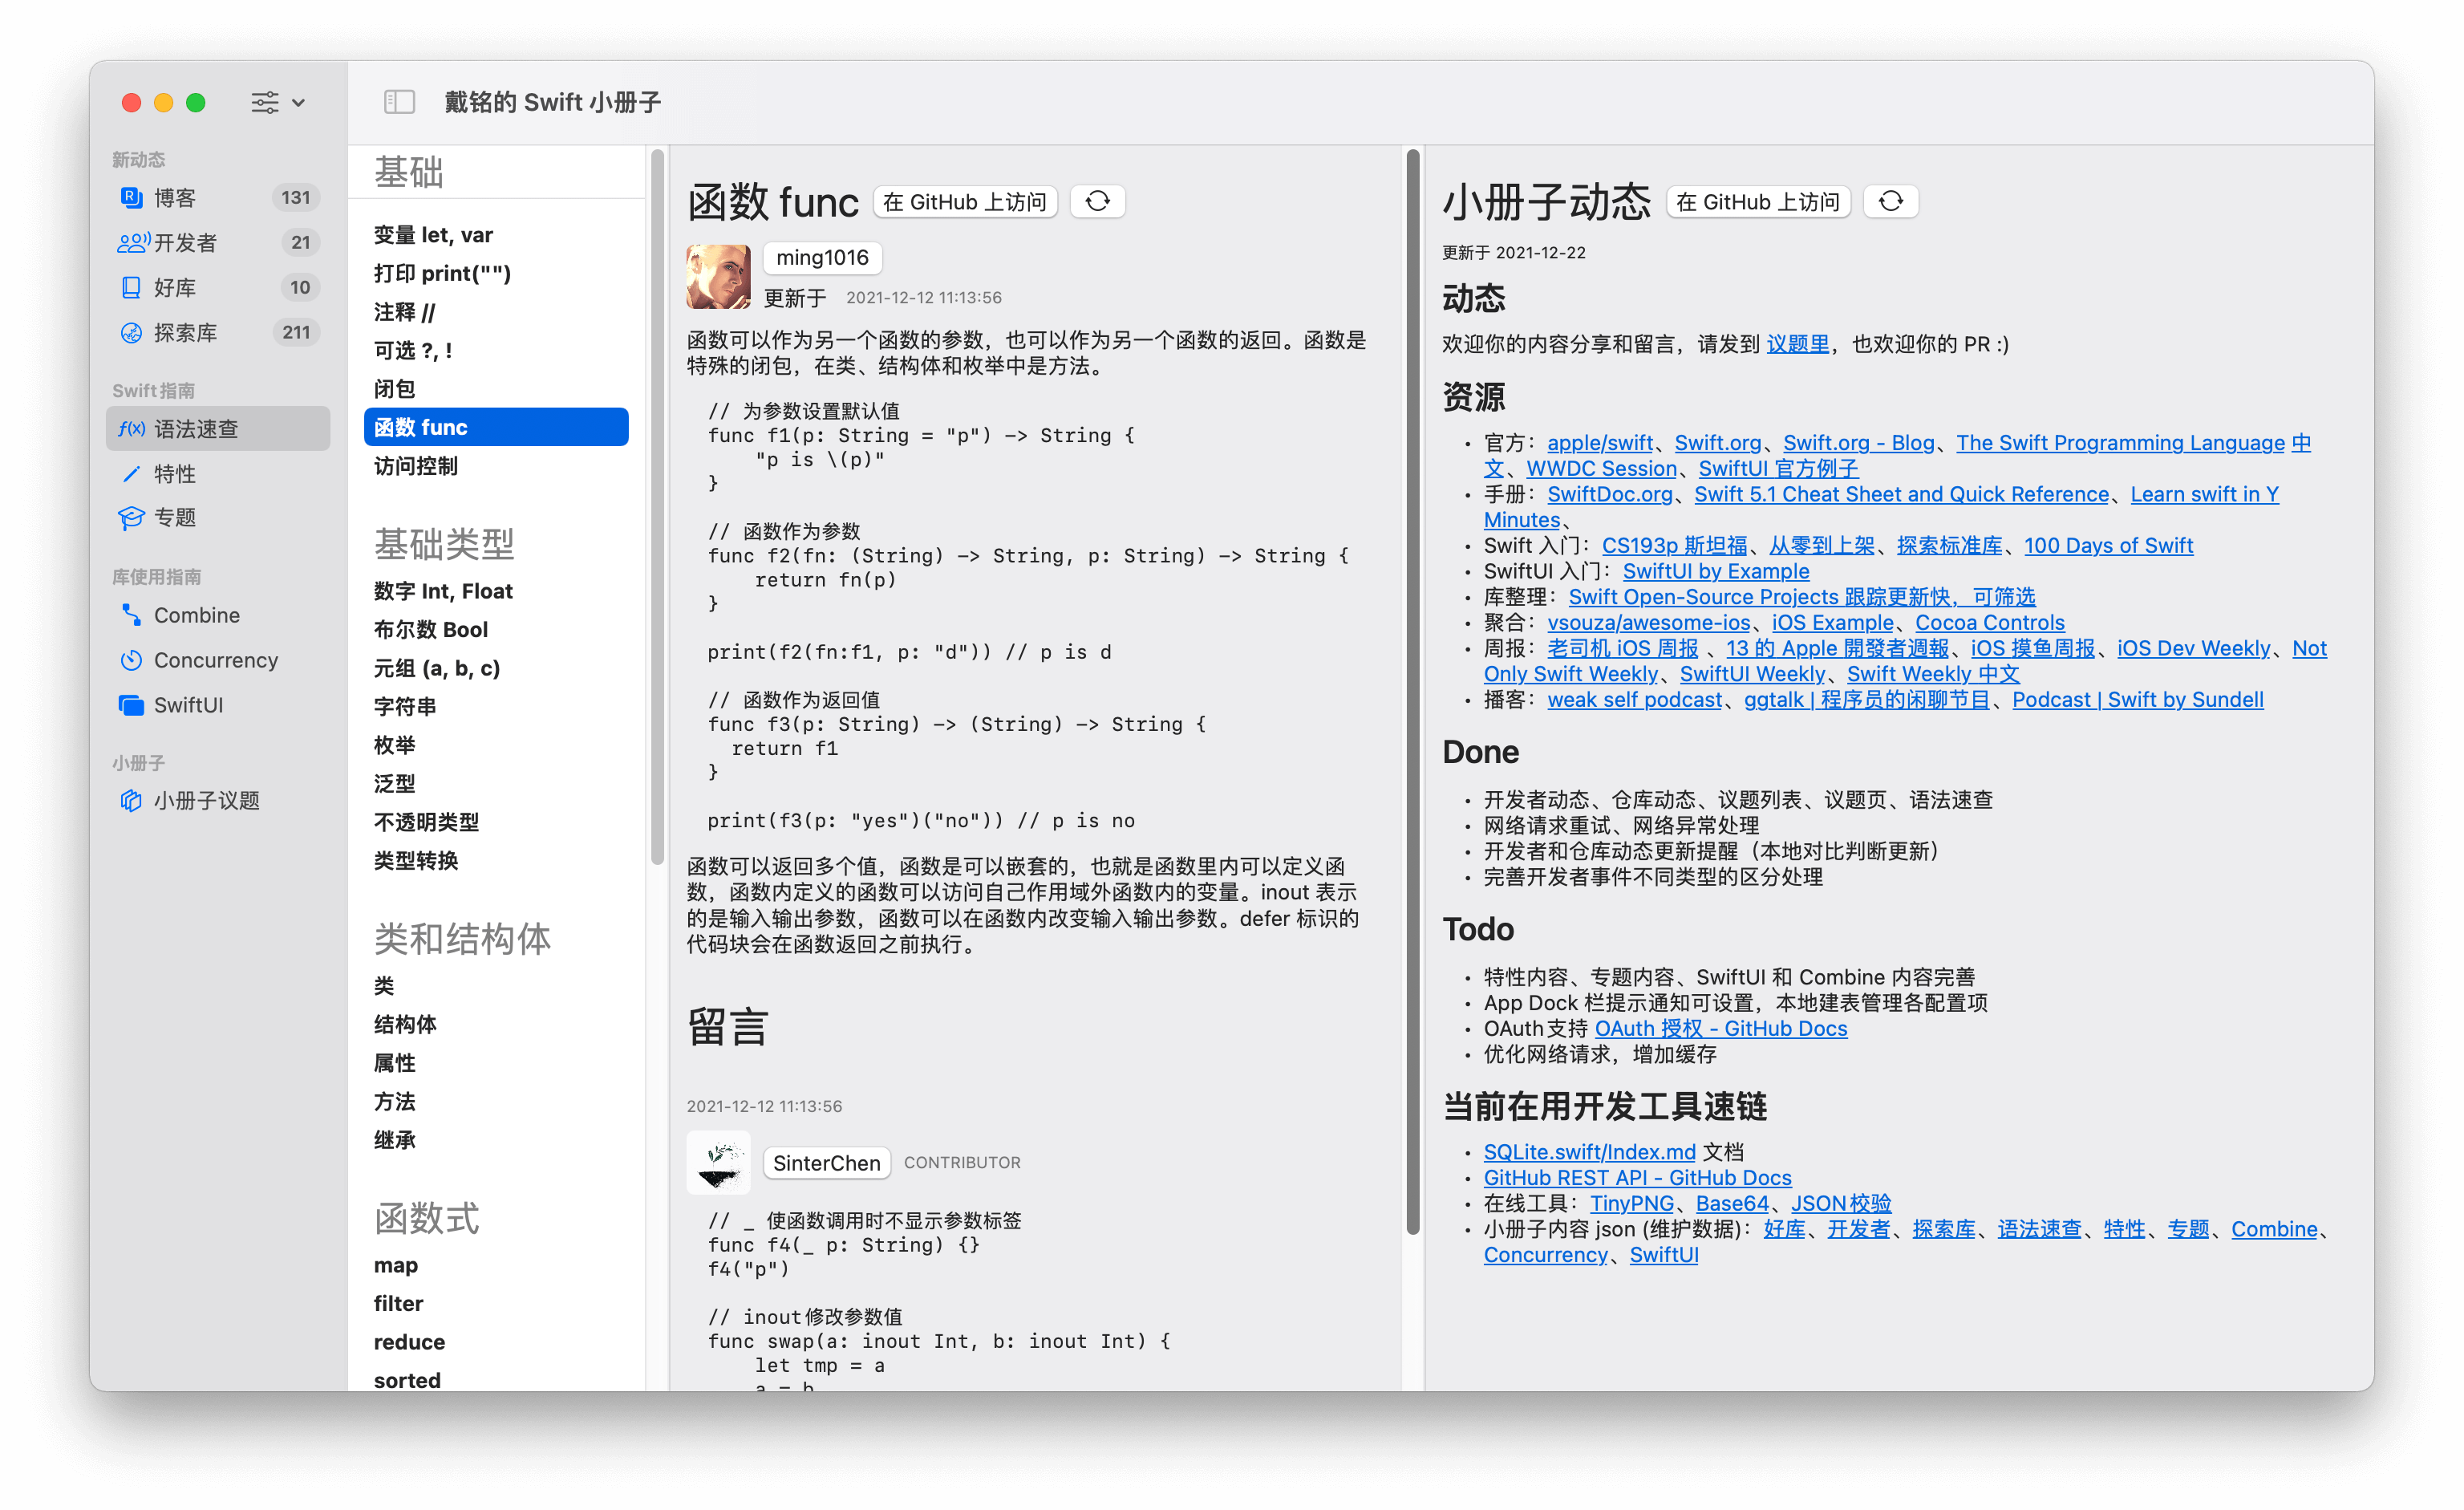 戴铭的 Swift 小册子
新动态
博客 131
开发者 21
好库 10
探索库 211
Swift指南
语法速查
特性
专题
库使用指南
Combine
Concurrency
SwiftUI
小册子
小册子议题
基础
变量 let, var
打印 print("")
注释 //
可选 ?, !
闭包
函数 func
访问控制
基础类型
数字 Int, Float
布尔数 Bool
元组 (a, b, c)
字符串
枚举
泛型
不透明类型
类型转换
类和结构体
类
结构体
属性
方法
继承
函数式
map
filter
reduce
sorted
函数 func 在 GitHub 上访问
ming1016
更新于 2021-12-12 11:13:56
函数可以作为另一个函数的参数，也可以作为另一个函数的返回。函数是
特殊的闭包，在类、结构体和枚举中是方法。
// 为参数设置默认值
func f1(p: String = "p") -> String {
    "p is \(p)"
}
// 函数作为参数
func f2(fn: (String) -> String, p: String) -> String {
    return fn(p)
}
print(f2(fn:f1, p: "d")) // p is d
// 函数作为返回值
func f3(p: String) -> (String) -> String {
  return f1
}
print(f3(p: "yes")("no")) // p is no
函数可以返回多个值，函数是可以嵌套的，也就是函数里内可以定义函
数，函数内定义的函数可以访问自己作用域外函数内的变量。inout 表示
的是输入输出参数，函数可以在函数内改变输入输出参数。defer 标识的
代码块会在函数返回之前执行。
留言
2021-12-12 11:13:56
SinterChen CONTRIBUTOR
// _ 使函数调用时不显示参数标签
func f4(_ p: String) {}
f4("p")
// inout修改参数值
func swap(a: inout Int, b: inout Int) {
    let tmp = a
    a = b
小册子动态 在 GitHub 上访问
更新于 2021-12-22
动态
欢迎你的内容分享和留言，请发到 议题里，也欢迎你的 PR :)
资源
• 官方：apple/swift、Swift.org、Swift.org - Blog、The Swift Programming Language 中
文、WWDC Session、SwiftUI 官方例子
• 手册：SwiftDoc.org、Swift 5.1 Cheat Sheet and Quick Reference、Learn swift in Y
Minutes、
• Swift 入门：CS193p 斯坦福、从零到上架、探索标准库、100 Days of Swift
• SwiftUI 入门：SwiftUI by Example
• 库整理：Swift Open-Source Projects 跟踪更新快，可筛选
• 聚合：vsouza/awesome-ios、iOS Example、Cocoa Controls
• 周报：老司机 iOS 周报 、13 的 Apple 開發者週報、iOS 摸鱼周报、iOS Dev Weekly、Not
Only Swift Weekly、SwiftUI Weekly、Swift Weekly 中文
• 播客：weak self podcast、ggtalk | 程序员的闲聊节目、Podcast | Swift by Sundell
Done
• 开发者动态、仓库动态、议题列表、议题页、语法速查
• 网络请求重试、网络异常处理
• 开发者和仓库动态更新提醒（本地对比判断更新）
• 完善开发者事件不同类型的区分处理
Todo
• 特性内容、专题内容、SwiftUI 和 Combine 内容完善
• App Dock 栏提示通知可设置，本地建表管理各配置项
• OAuth支持 OAuth 授权 - GitHub Docs
• 优化网络请求，增加缓存
当前在用开发工具速链
• SQLite.swift/Index.md 文档
• GitHub REST API - GitHub Docs
• 在线工具：TinyPNG、Base64、JSON校验
• 小册子内容 json (维护数据)：好库、开发者、探索库、语法速查、特性、专题、Combine、
Concurrency、SwiftUI